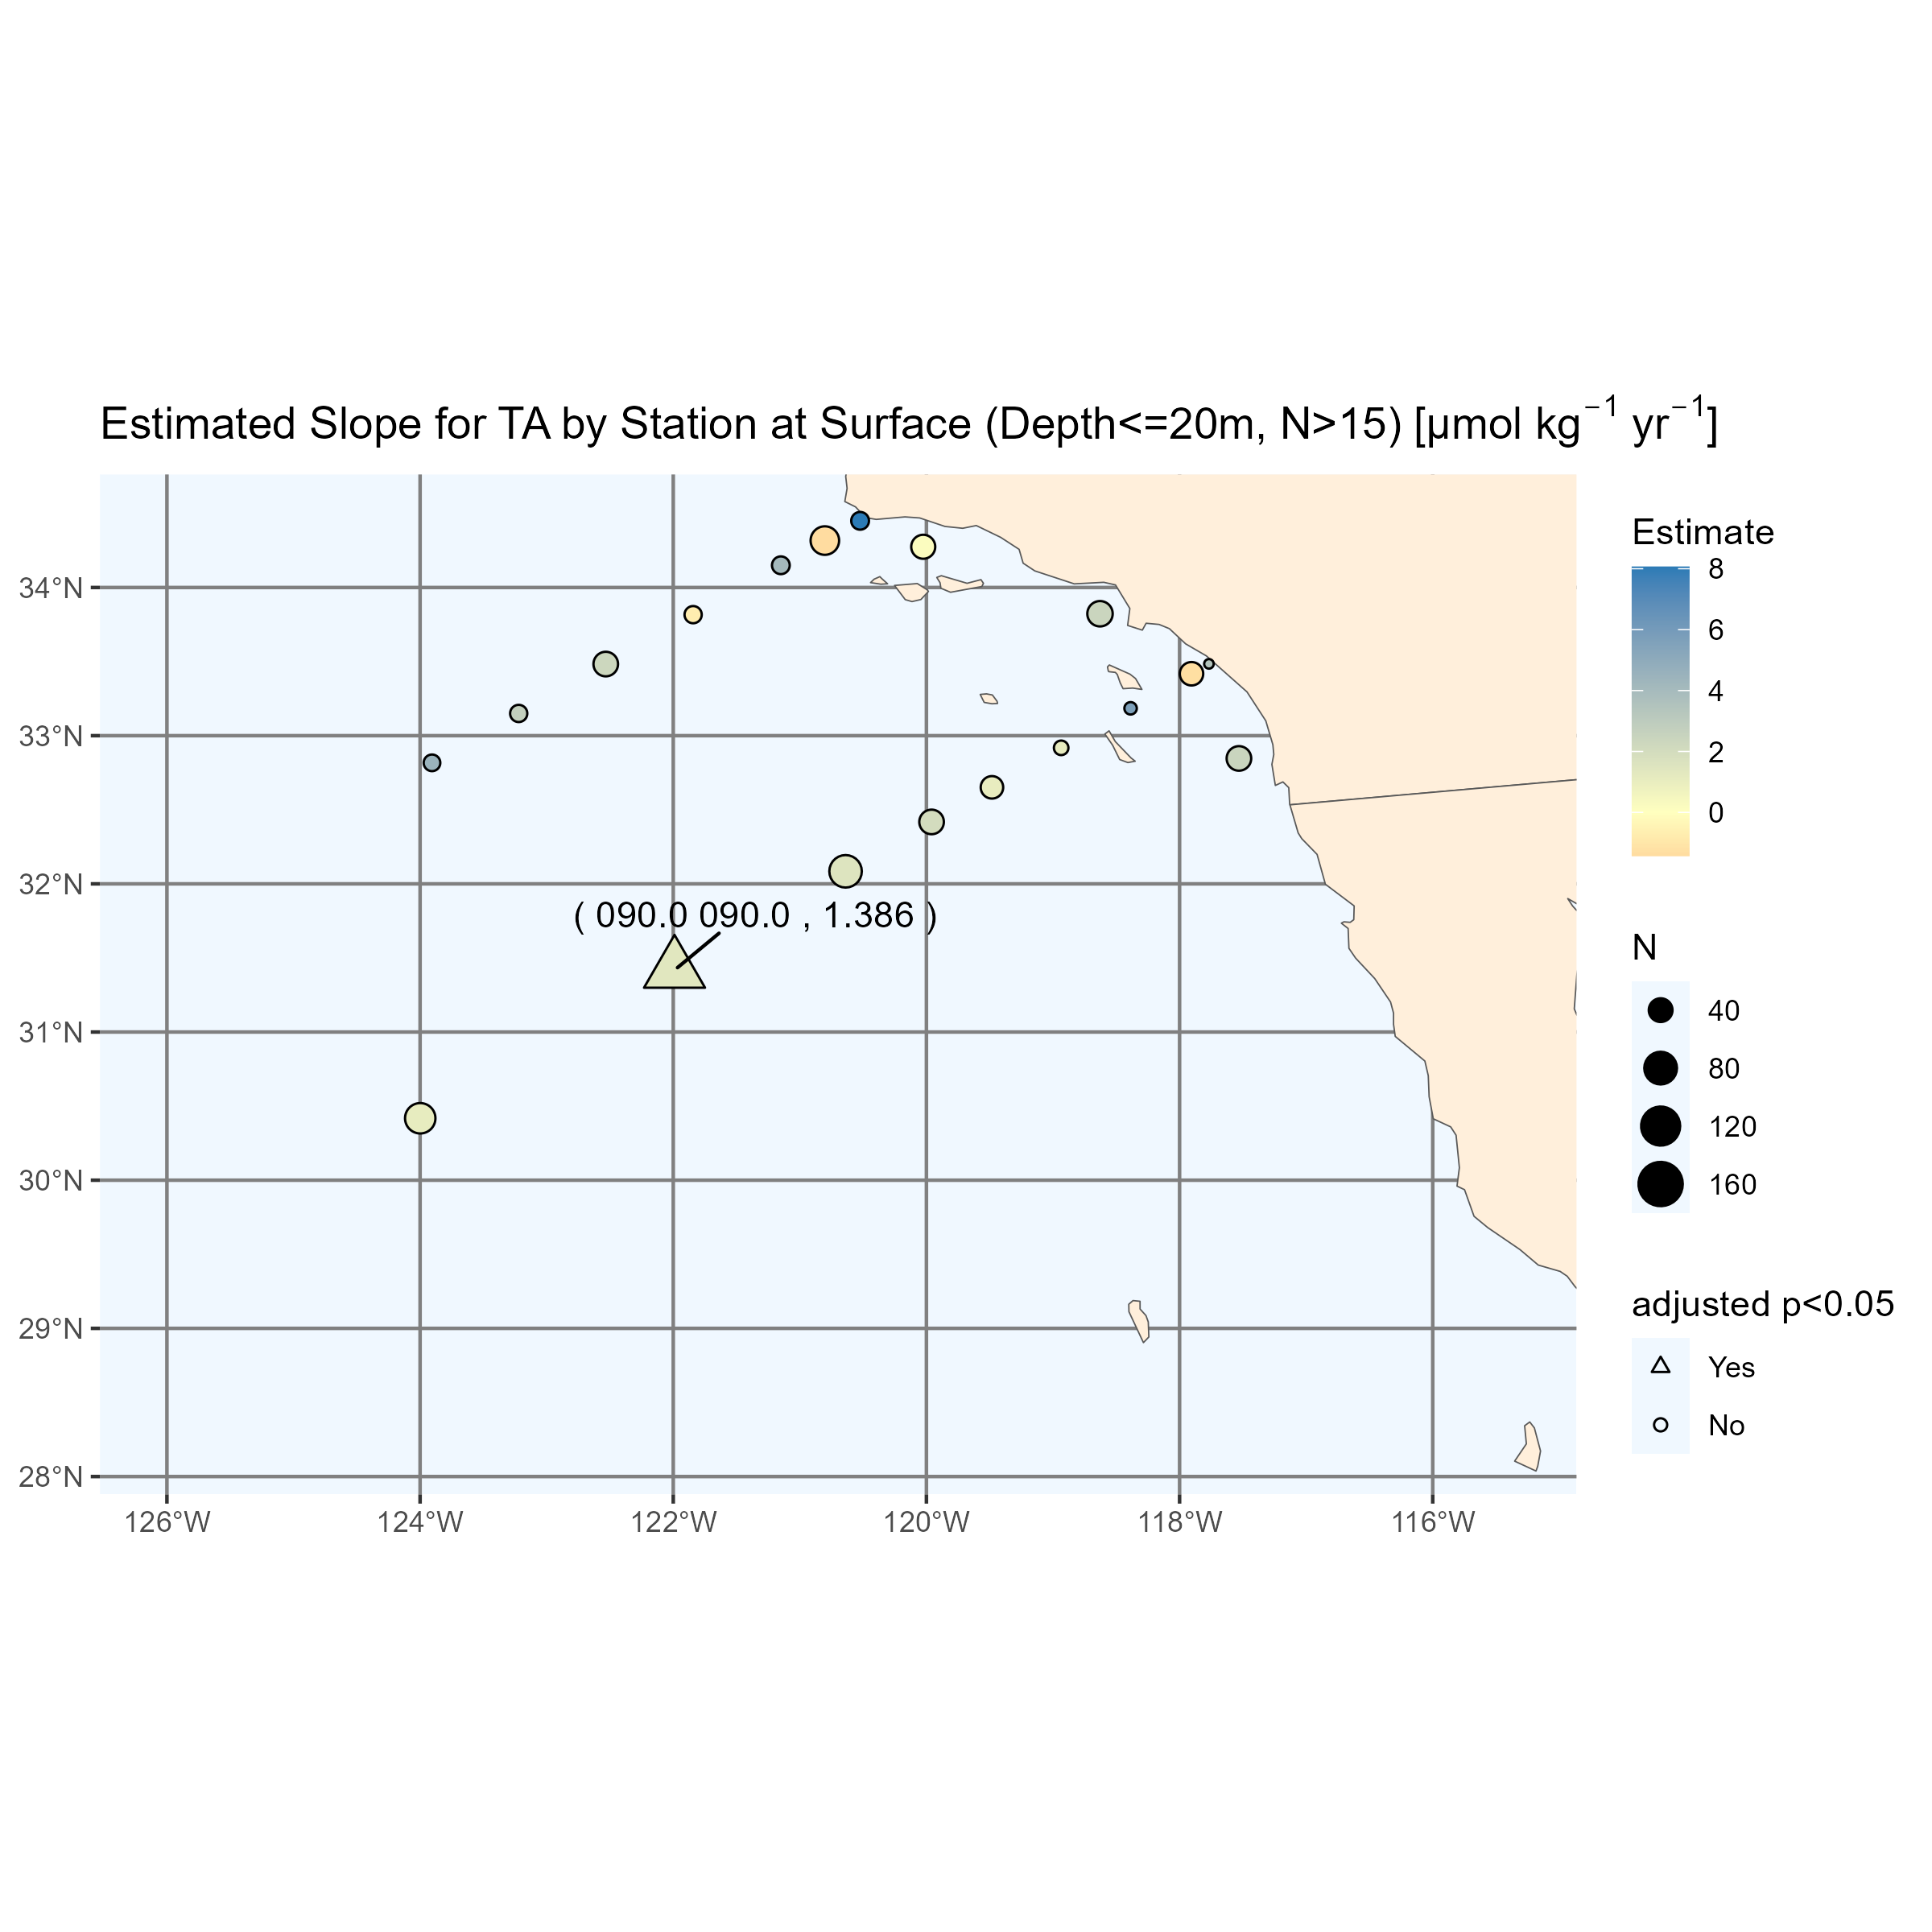 Estimated Slope for TA by Station at Surface (Depth<=20m, N>15) [μmol kg⁻¹ yr⁻¹]
34°N
33°N
32°N
31°N
30°N
29°N
28°N
126°W
124°W
122°W
120°W
118°W
116°W
( 090.0 090.0 , 1.386 )
Estimate
8
6
4
2
0
N
40
80
120
160
adjusted p<0.05
Yes
No